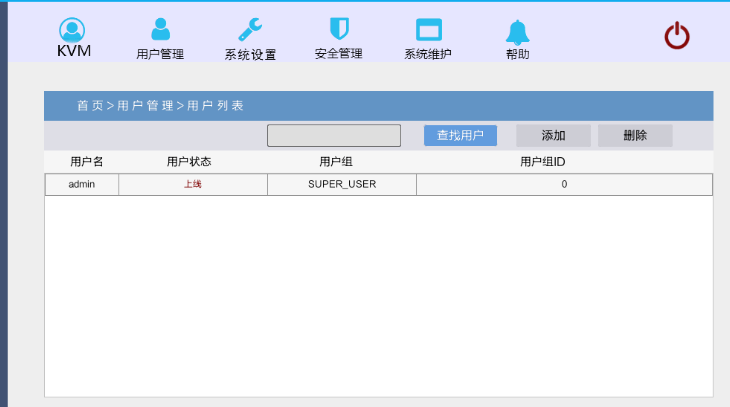 KVM 用户管理 系统设置 安全管理 系统维护 帮助
首页>用户管理>用户列表
查找用户 添加 删除
用户名 用户状态 用户组 用户组ID
admin 上线 SUPER_USER 0